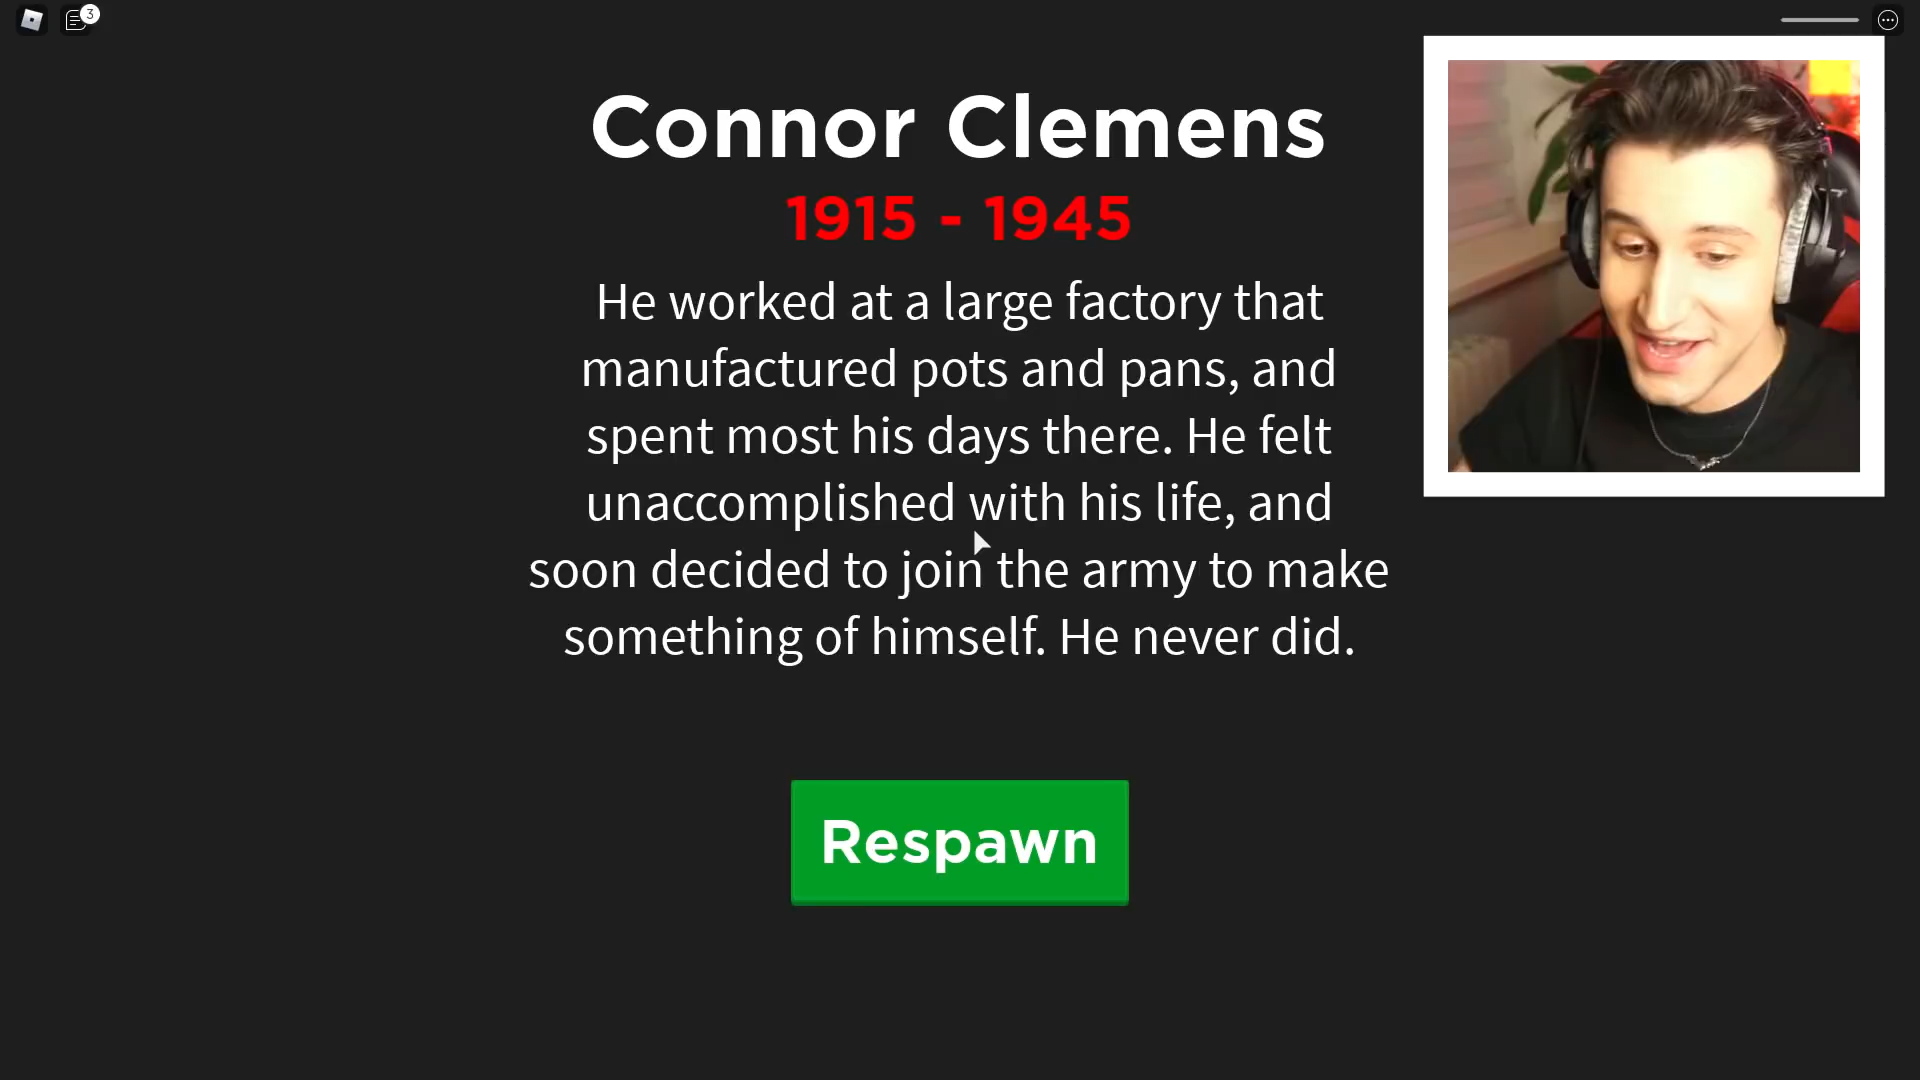 3
Connor Clemens
1915 - 1945
He worked at a large factory that
manufactured pots and pans, and
spent most his days there. He felt
unaccomplished with his life, and
soon decided to join the army to make
something of himself. He never did.
Respawn